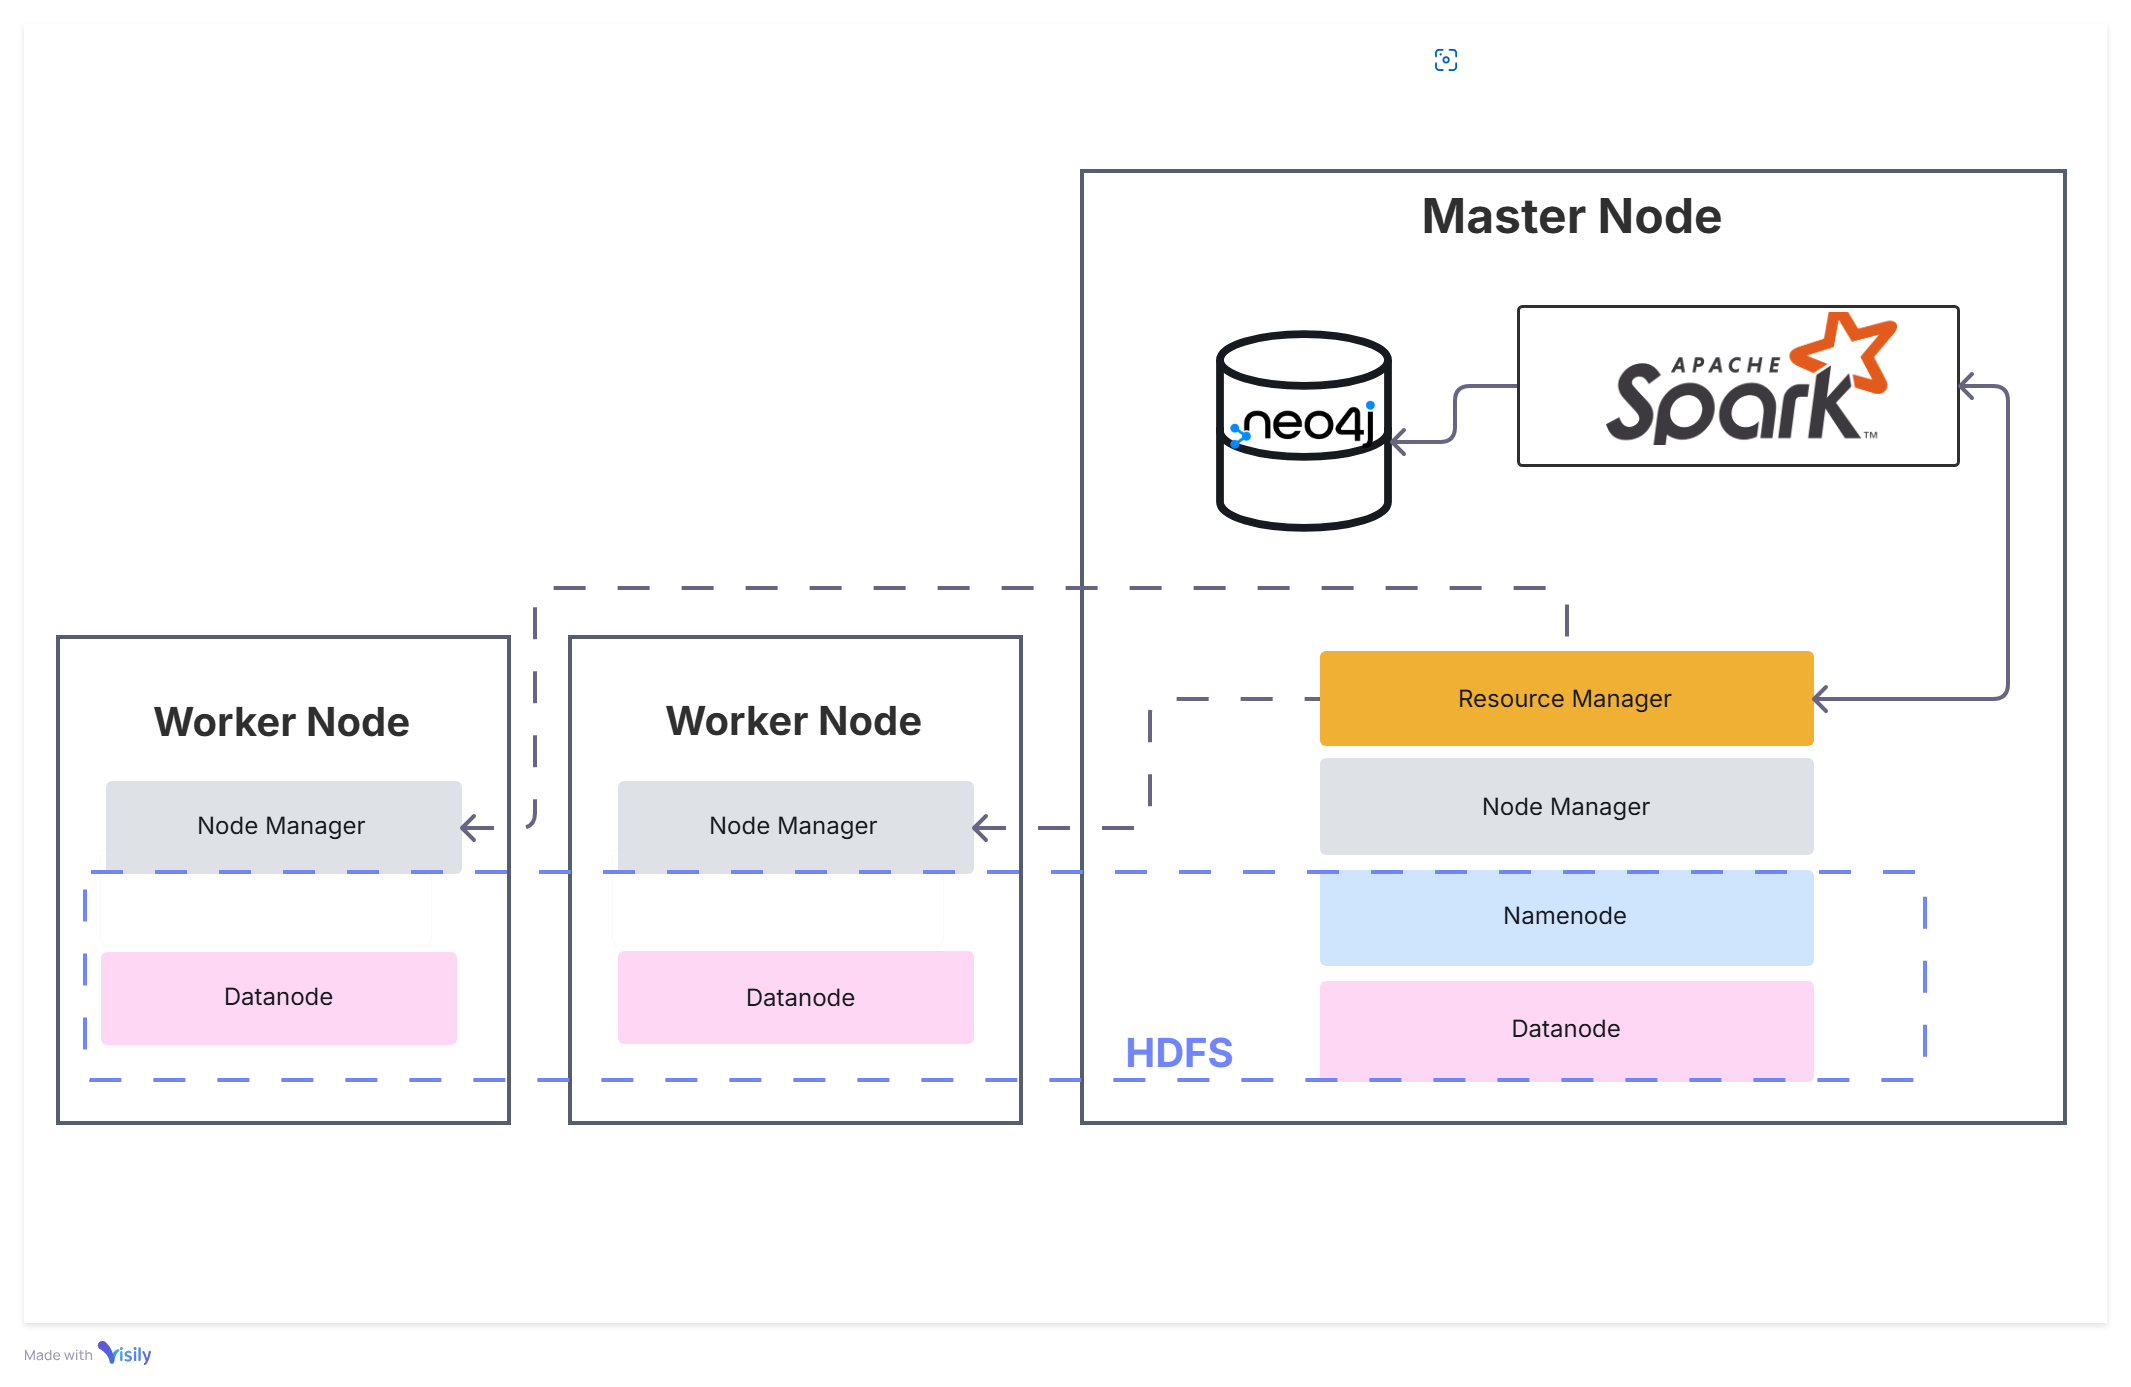 Master Node
APACHE
Spark™
neo4j
Resource Manager
Worker Node
Worker Node
Node Manager
Node Manager
Node Manager
Namenode
Datanode
Datanode
Datanode
HDFS
Made with Visily